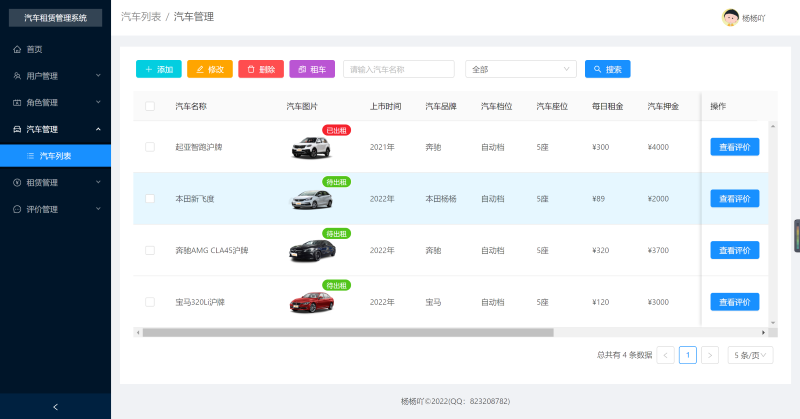 汽车租赁管理系统
汽车列表 / 汽车管理
杨杨吖
首页
用户管理
角色管理
汽车管理
汽车列表
租赁管理
评价管理
添加 修改 删除 租车 请输入汽车名称 全部 搜索
汽车名称 汽车图片 上市时间 汽车品牌 汽车档位 汽车座位 每日租金 汽车押金 操作
已出租
起亚智跑沪牌 2021年 奔驰 自动档 5座 ¥300 ¥4000 查看评价
待出租
本田新飞度 2022年 本田杨杨 自动档 5座 ¥89 ¥2000 查看评价
待出租
奔驰AMG CLA45沪牌 2022年 奔驰 自动档 5座 ¥320 ¥3700 查看评价
待出租
宝马320Li沪牌 2022年 宝马 自动档 5座 ¥120 ¥3000 查看评价
总共有 4 条数据 < 1 > 5 条/页
杨杨吖©2022(QQ：823208782)